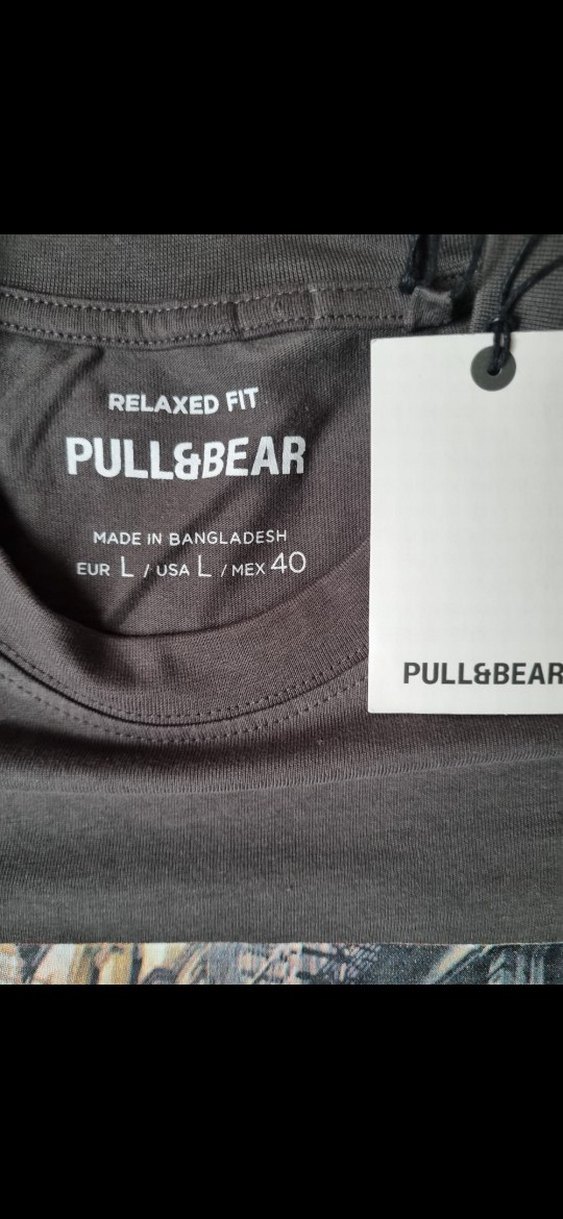 RELAXED FIT
PULL&BEAR
MADE IN BANGLADESH
EUR L / USA L / MEX 40
PULL&BEAR